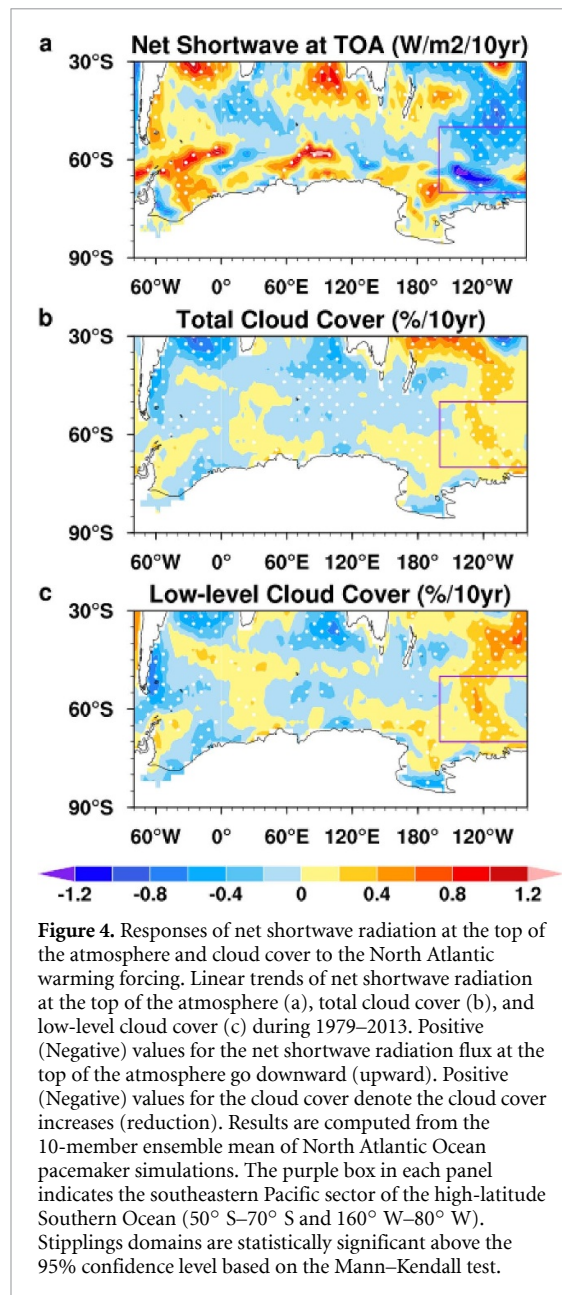 a
Net Shortwave at TOA (W/m2/10yr)
30°S
60°S
90°S
60°W 0° 60°E 120°E 180° 120°W
b
Total Cloud Cover (%/10yr)
30°S
60°S
90°S
60°W 0° 60°E 120°E 180° 120°W
c
Low-level Cloud Cover (%/10yr)
30°S
60°S
90°S
60°W 0° 60°E 120°E 180° 120°W
-1.2 -0.8 -0.4 0 0.4 0.8 1.2
Figure 4. Responses of net shortwave radiation at the top of
the atmosphere and cloud cover to the North Atlantic
warming forcing. Linear trends of net shortwave radiation
at the top of the atmosphere (a), total cloud cover (b), and
low-level cloud cover (c) during 1979–2013. Positive
(Negative) values for the net shortwave radiation flux at the
top of the atmosphere go downward (upward). Positive
(Negative) values for the cloud cover denote the cloud cover
increases (reduction). Results are computed from the
10-member ensemble mean of North Atlantic Ocean
pacemaker simulations. The purple box in each panel
indicates the southeastern Pacific sector of the high-latitude
Southern Ocean (50° S–70° S and 160° W–80° W).
Stipplings domains are statistically significant above the
95% confidence level based on the Mann–Kendall test.